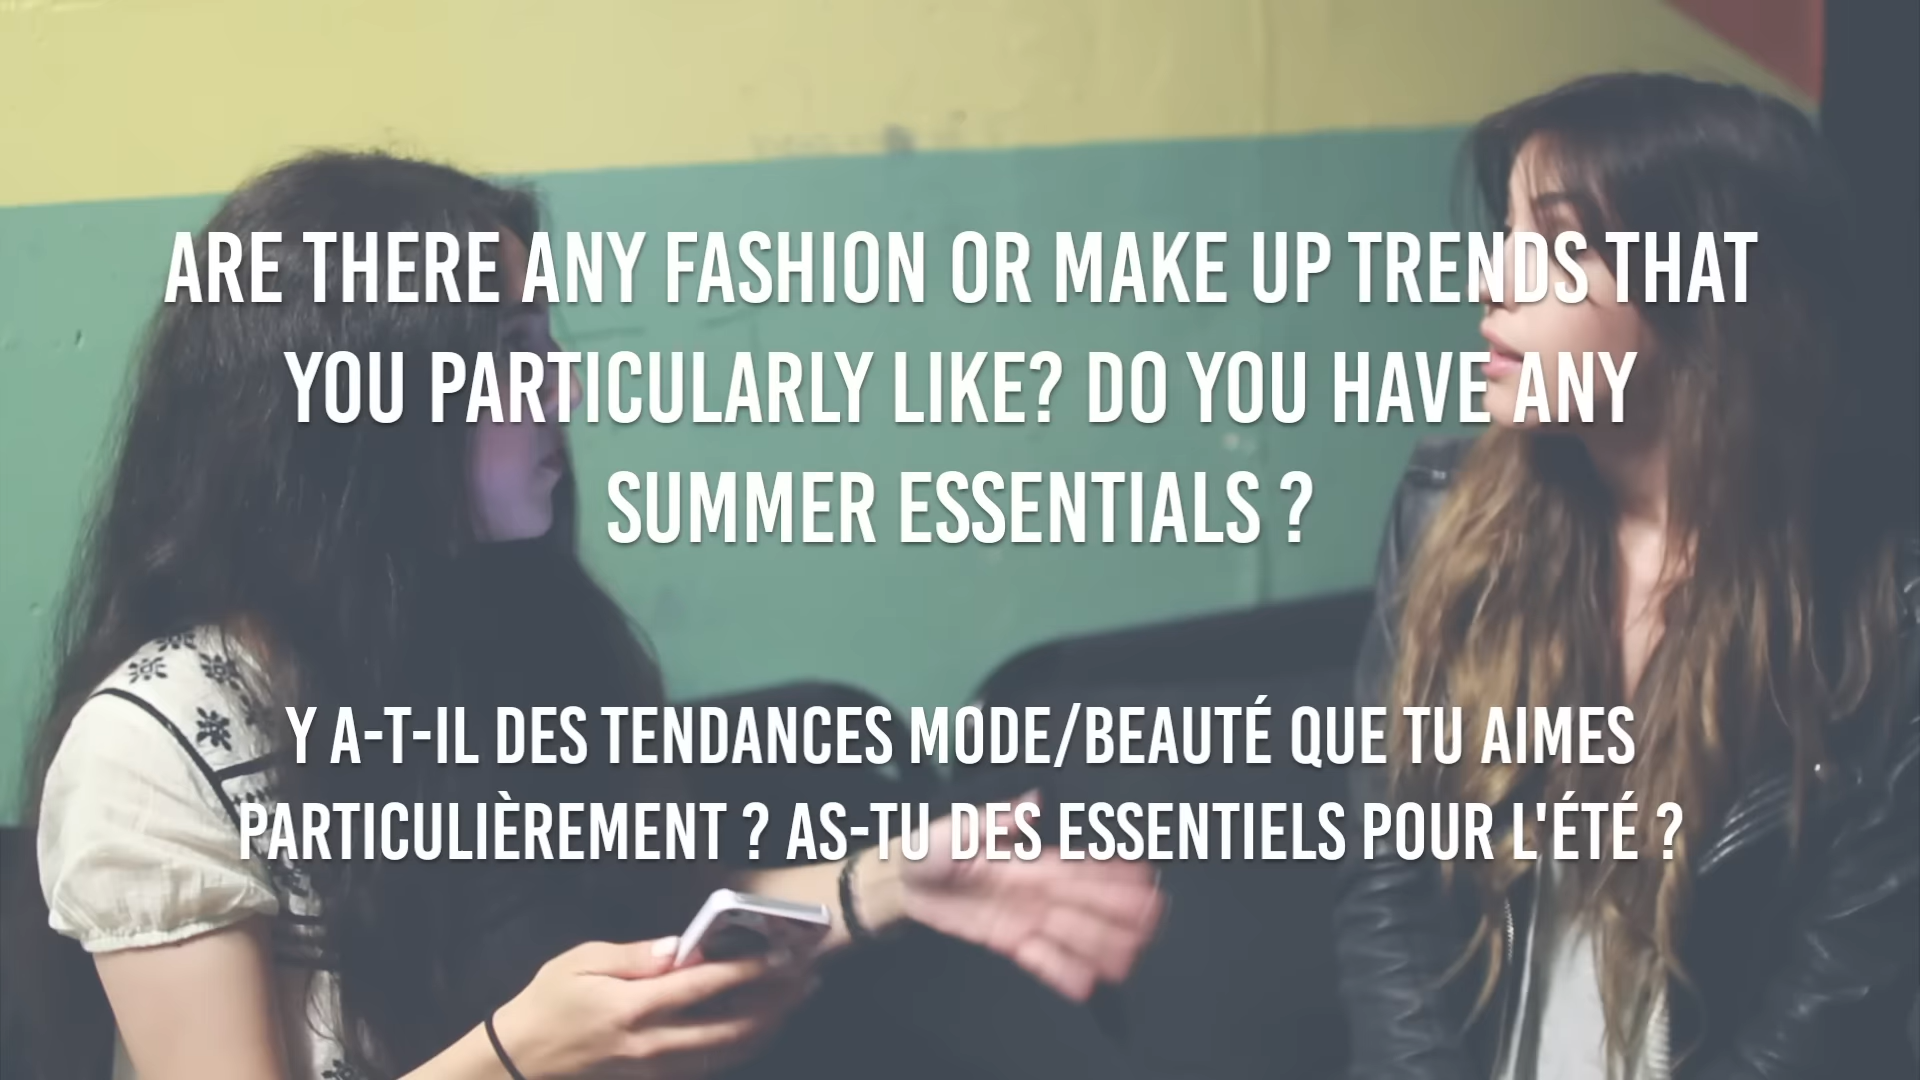 ARE THERE ANY FASHION OR MAKE UP TRENDS THAT
YOU PARTICULARLY LIKE? DO YOU HAVE ANY
SUMMER ESSENTIALS ?
Y A-T-IL DES TENDANCES MODE/BEAUTÉ QUE TU AIMES
PARTICULIÈREMENT ? AS-TU DES ESSENTIELS POUR L'ÉTÉ ?